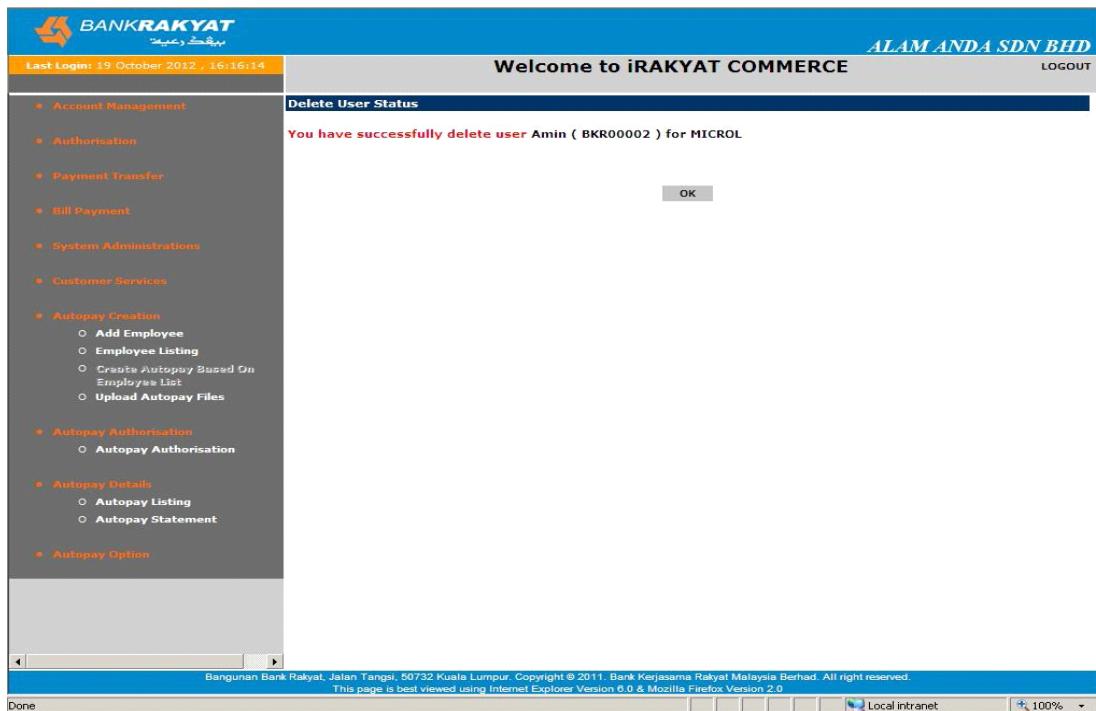 BANKRAKYAT
بيڠک رعية
ALAM ANDA SDN BHD
Last Login: 19 October 2012 , 16:16:14
Welcome to iRAKYAT COMMERCE
LOGOUT
Account Management
Delete User Status
You have successfully delete user Amin ( BKR00002 ) for MICROL
Authorisation
Payment Transfer
OK
Bill Payment
System Administrations
Customer Services
Autopay Creation
Add Employee
Employee Listing
Create Autopay Based On
Employee List
Upload Autopay Files
Autopay Authorisation
Autopay Authorisation
Autopay Details
Autopay Listing
Autopay Statement
Autopay Option
Bangunan Bank Rakyat, Jalan Tangsi, 50732 Kuala Lumpur. Copyright © 2011. Bank Kerjasama Rakyat Malaysia Berhad. All right reserved.
This page is best viewed using Internet Explorer Version 6.0 & Mozilla Firefox Version 2.0
Done
Local intranet
100%